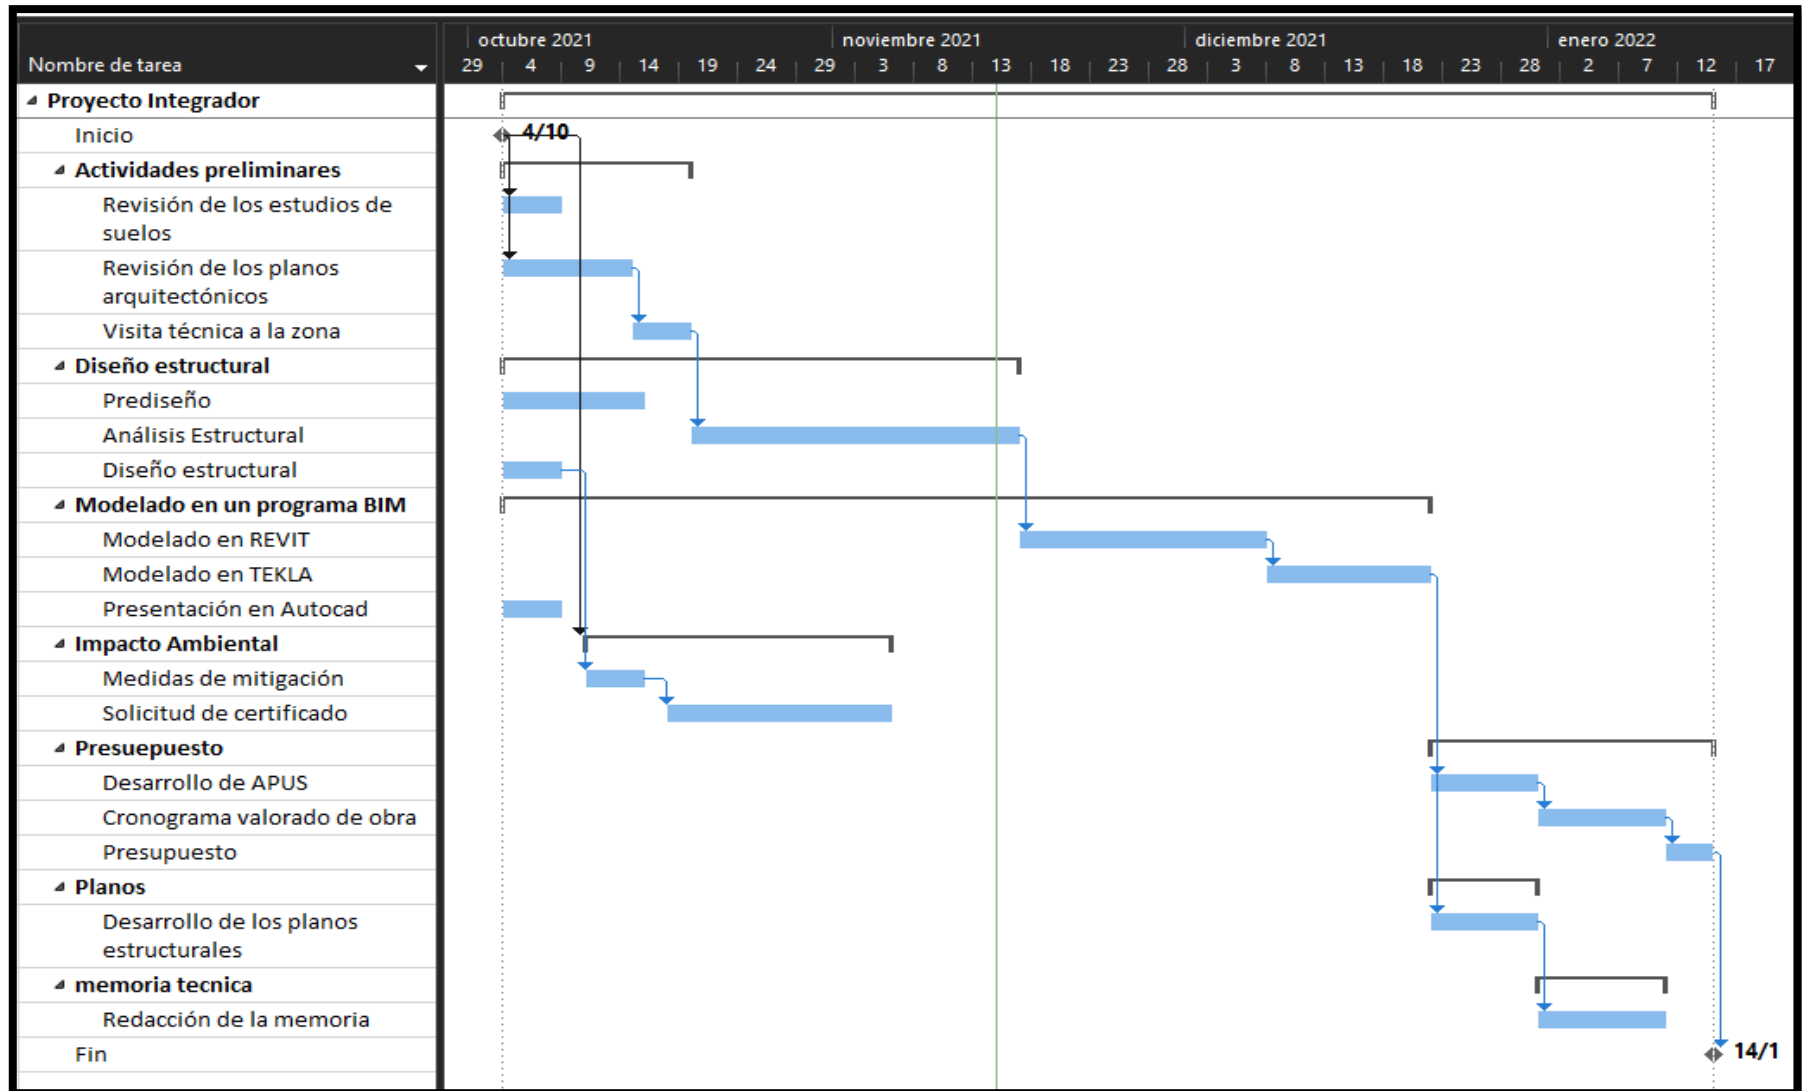 octubre 2021 noviembre 2021 diciembre 2021 enero 2022
Nombre de tarea 29 4 9 14 19 24 29 3 8 13 18 23 28 3 8 13 18 23 28 2 7 12 17
Proyecto Integrador
Inicio 4/10
Actividades preliminares
Revisión de los estudios de
suelos
Revisión de los planos
arquitectónicos
Visita técnica a la zona
Diseño estructural
Prediseño
Análisis Estructural
Diseño estructural
Modelado en un programa BIM
Modelado en REVIT
Modelado en TEKLA
Presentación en Autocad
Impacto Ambiental
Medidas de mitigación
Solicitud de certificado
Presuepuesto
Desarrollo de APUS
Cronograma valorado de obra
Presupuesto
Planos
Desarrollo de los planos
estructurales
memoria tecnica
Redacción de la memoria
Fin 14/1